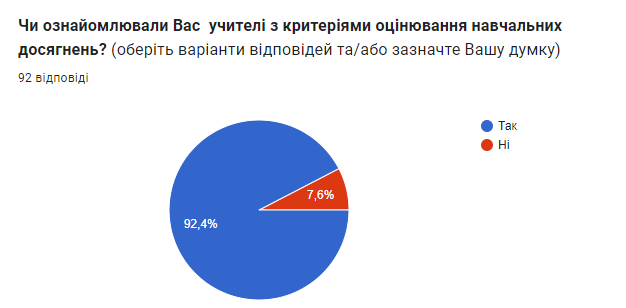 Чи ознайомлювали Вас учителі з критеріями оцінювання навчальних
досягнень? (оберіть варіанти відповідей та/або зазначте Вашу думку)
92 відповіді
Так
Ні
7,6%
92,4%